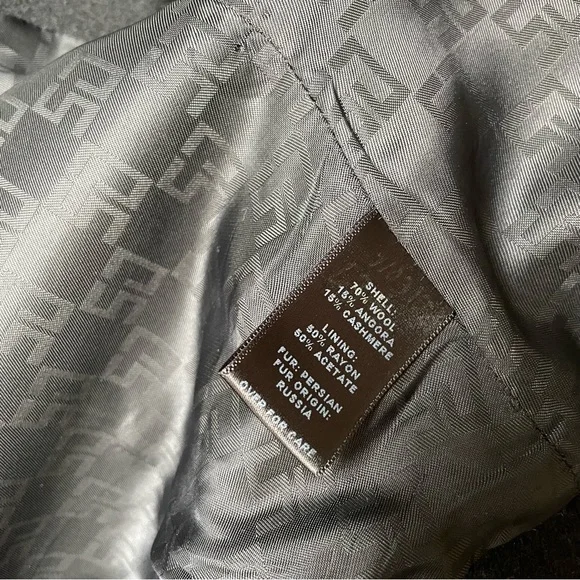 SHELL:
70% WOOL
15% ANGORA
15% CASHMERE
LINING:
50% RAYON
50% ACETATE
FUR: PERSIAN
FUR ORIGIN:
RUSSIA
OVER FOR CARE